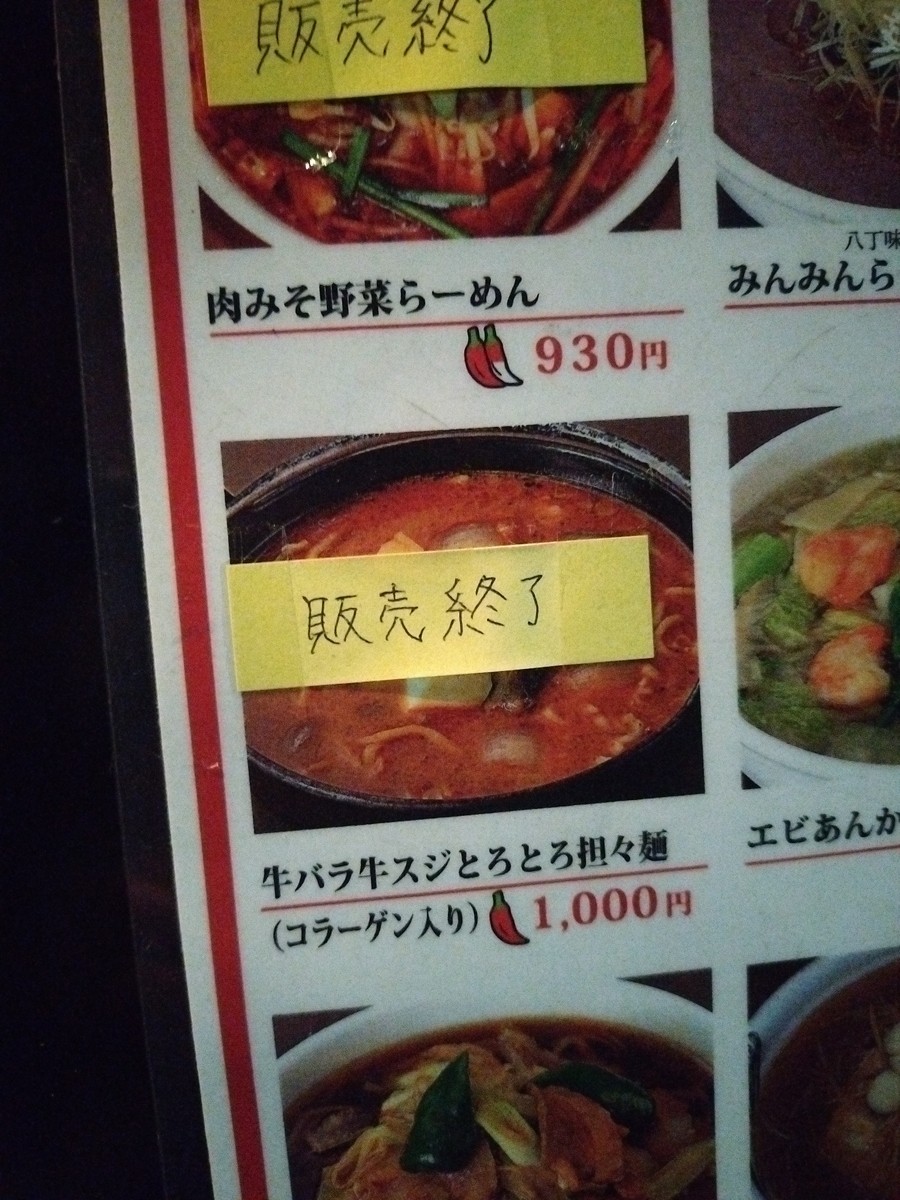 販売終了
肉みそ野菜らーめん
930円
八丁味
みんみんら
販売終了
牛バラ牛スジとろとろ担々麺
(コラーゲン入り) 1,000円
エビあんか